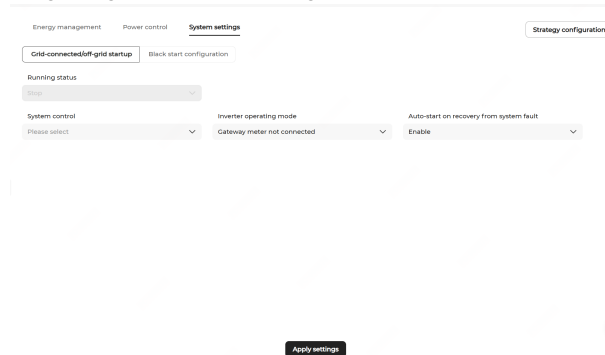 Energy management Power control System settings
Strategy configuration
Grid-connected/off-grid startup Black start configuration
Running status
Stop
System control Inverter operating mode Auto-start on recovery from system fault
Please select Gateway meter not connected Enable
Apply settings